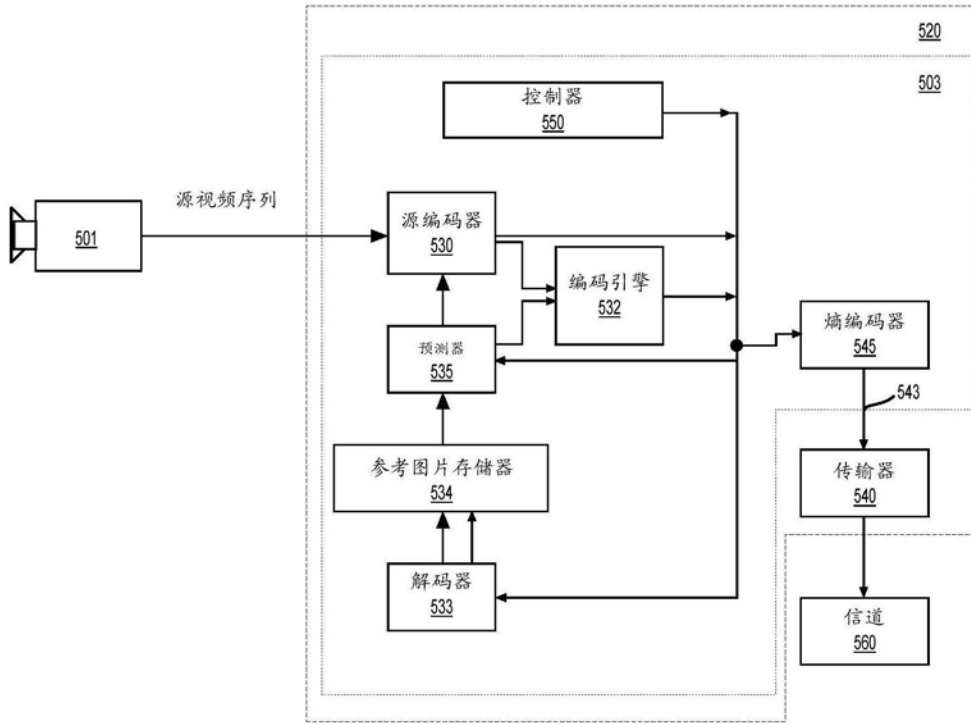 520
503
控制器
550
源视频序列
501
源编码器
530
编码引擎
532
熵编码器
545
预测器
535
543
参考图片存储器
534
传输器
540
解码器
533
信道
560